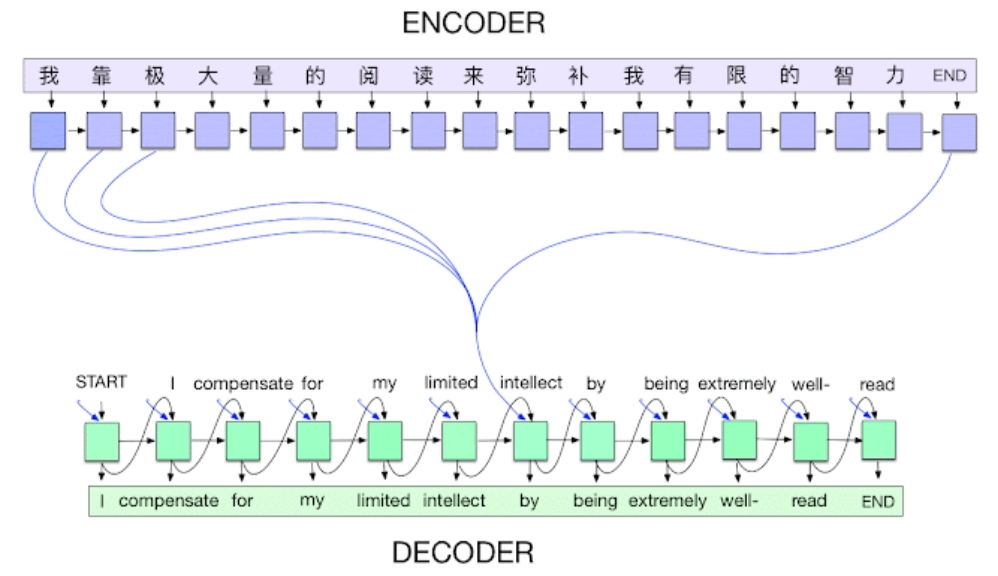 ENCODER
我 靠 极 大 量 的 阅 读 来 弥 补 我 有 限 的 智 力 END
START I compensate for my limited intellect by being extremely well- read
I compensate for my limited intellect by being extremely well- read END
DECODER